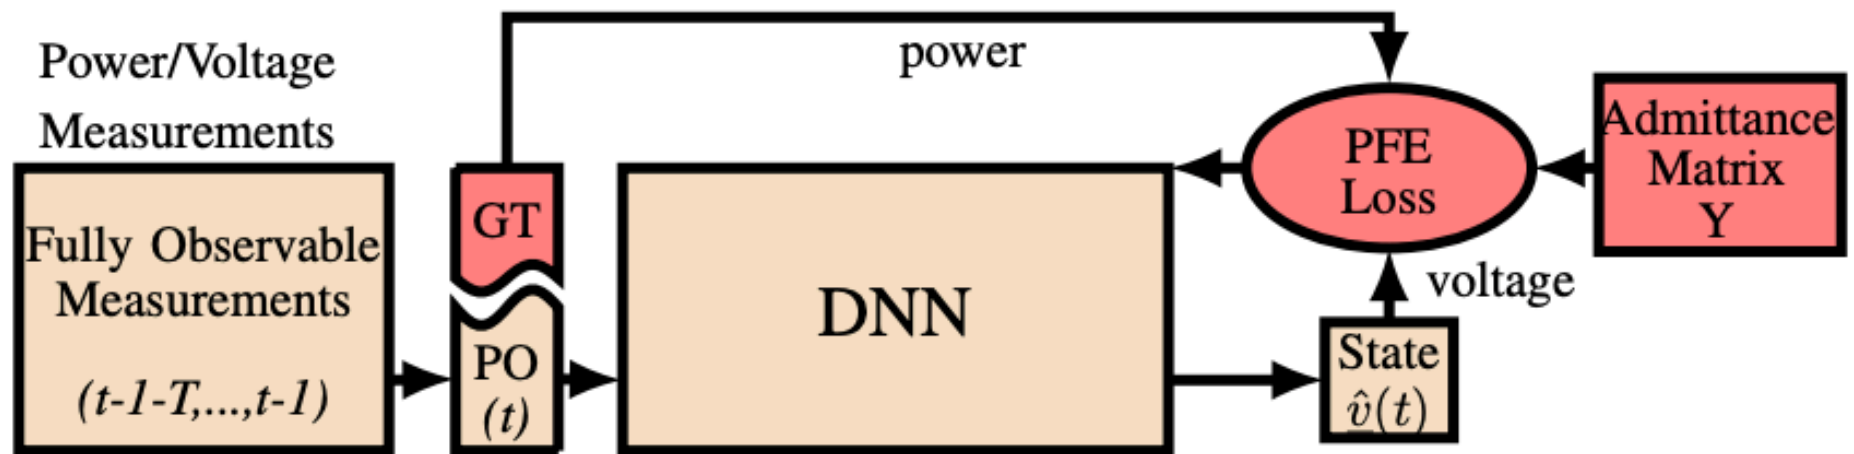 Power/Voltage
Measurements
Fully Observable
Measurements
(t-1-T,...,t-1)
GT
PO
(t)
DNN
power
PFE
Loss
Admittance
Matrix
Y
voltage
State
v̲̂(t)